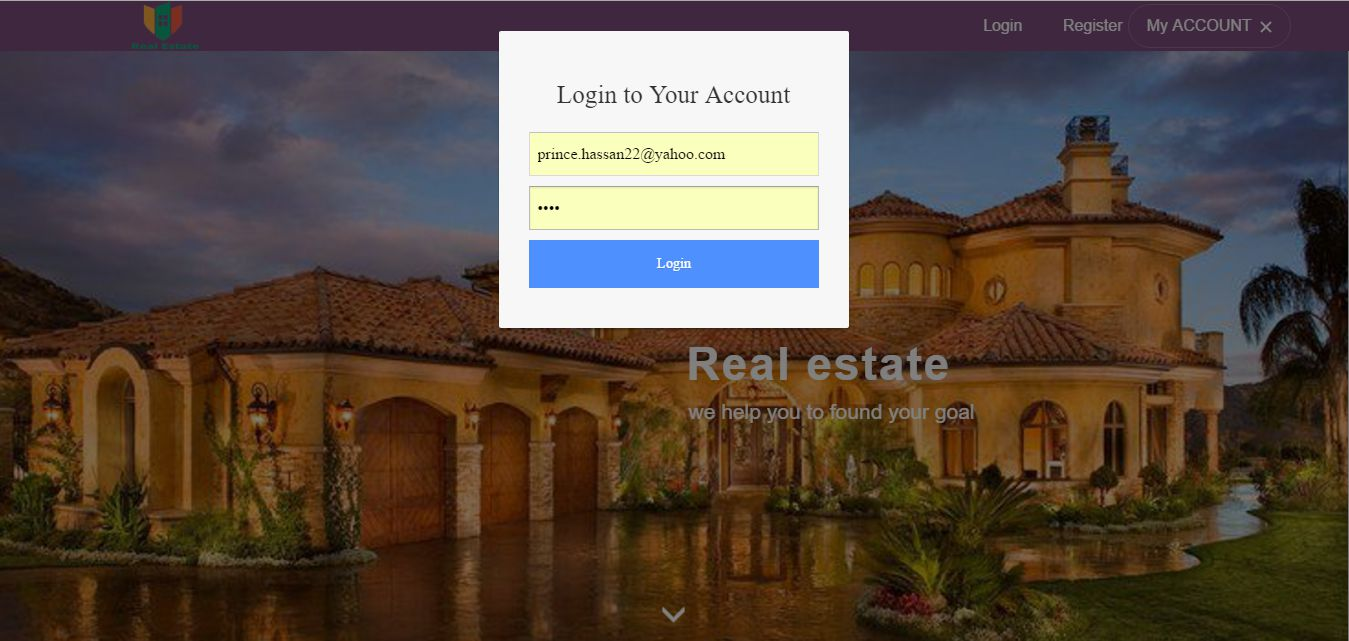 Real Estate
Login
Register
My ACCOUNT
Login to Your Account
prince.hassan22@yahoo.com
••••
Login
Real estate
we help you to found your goal